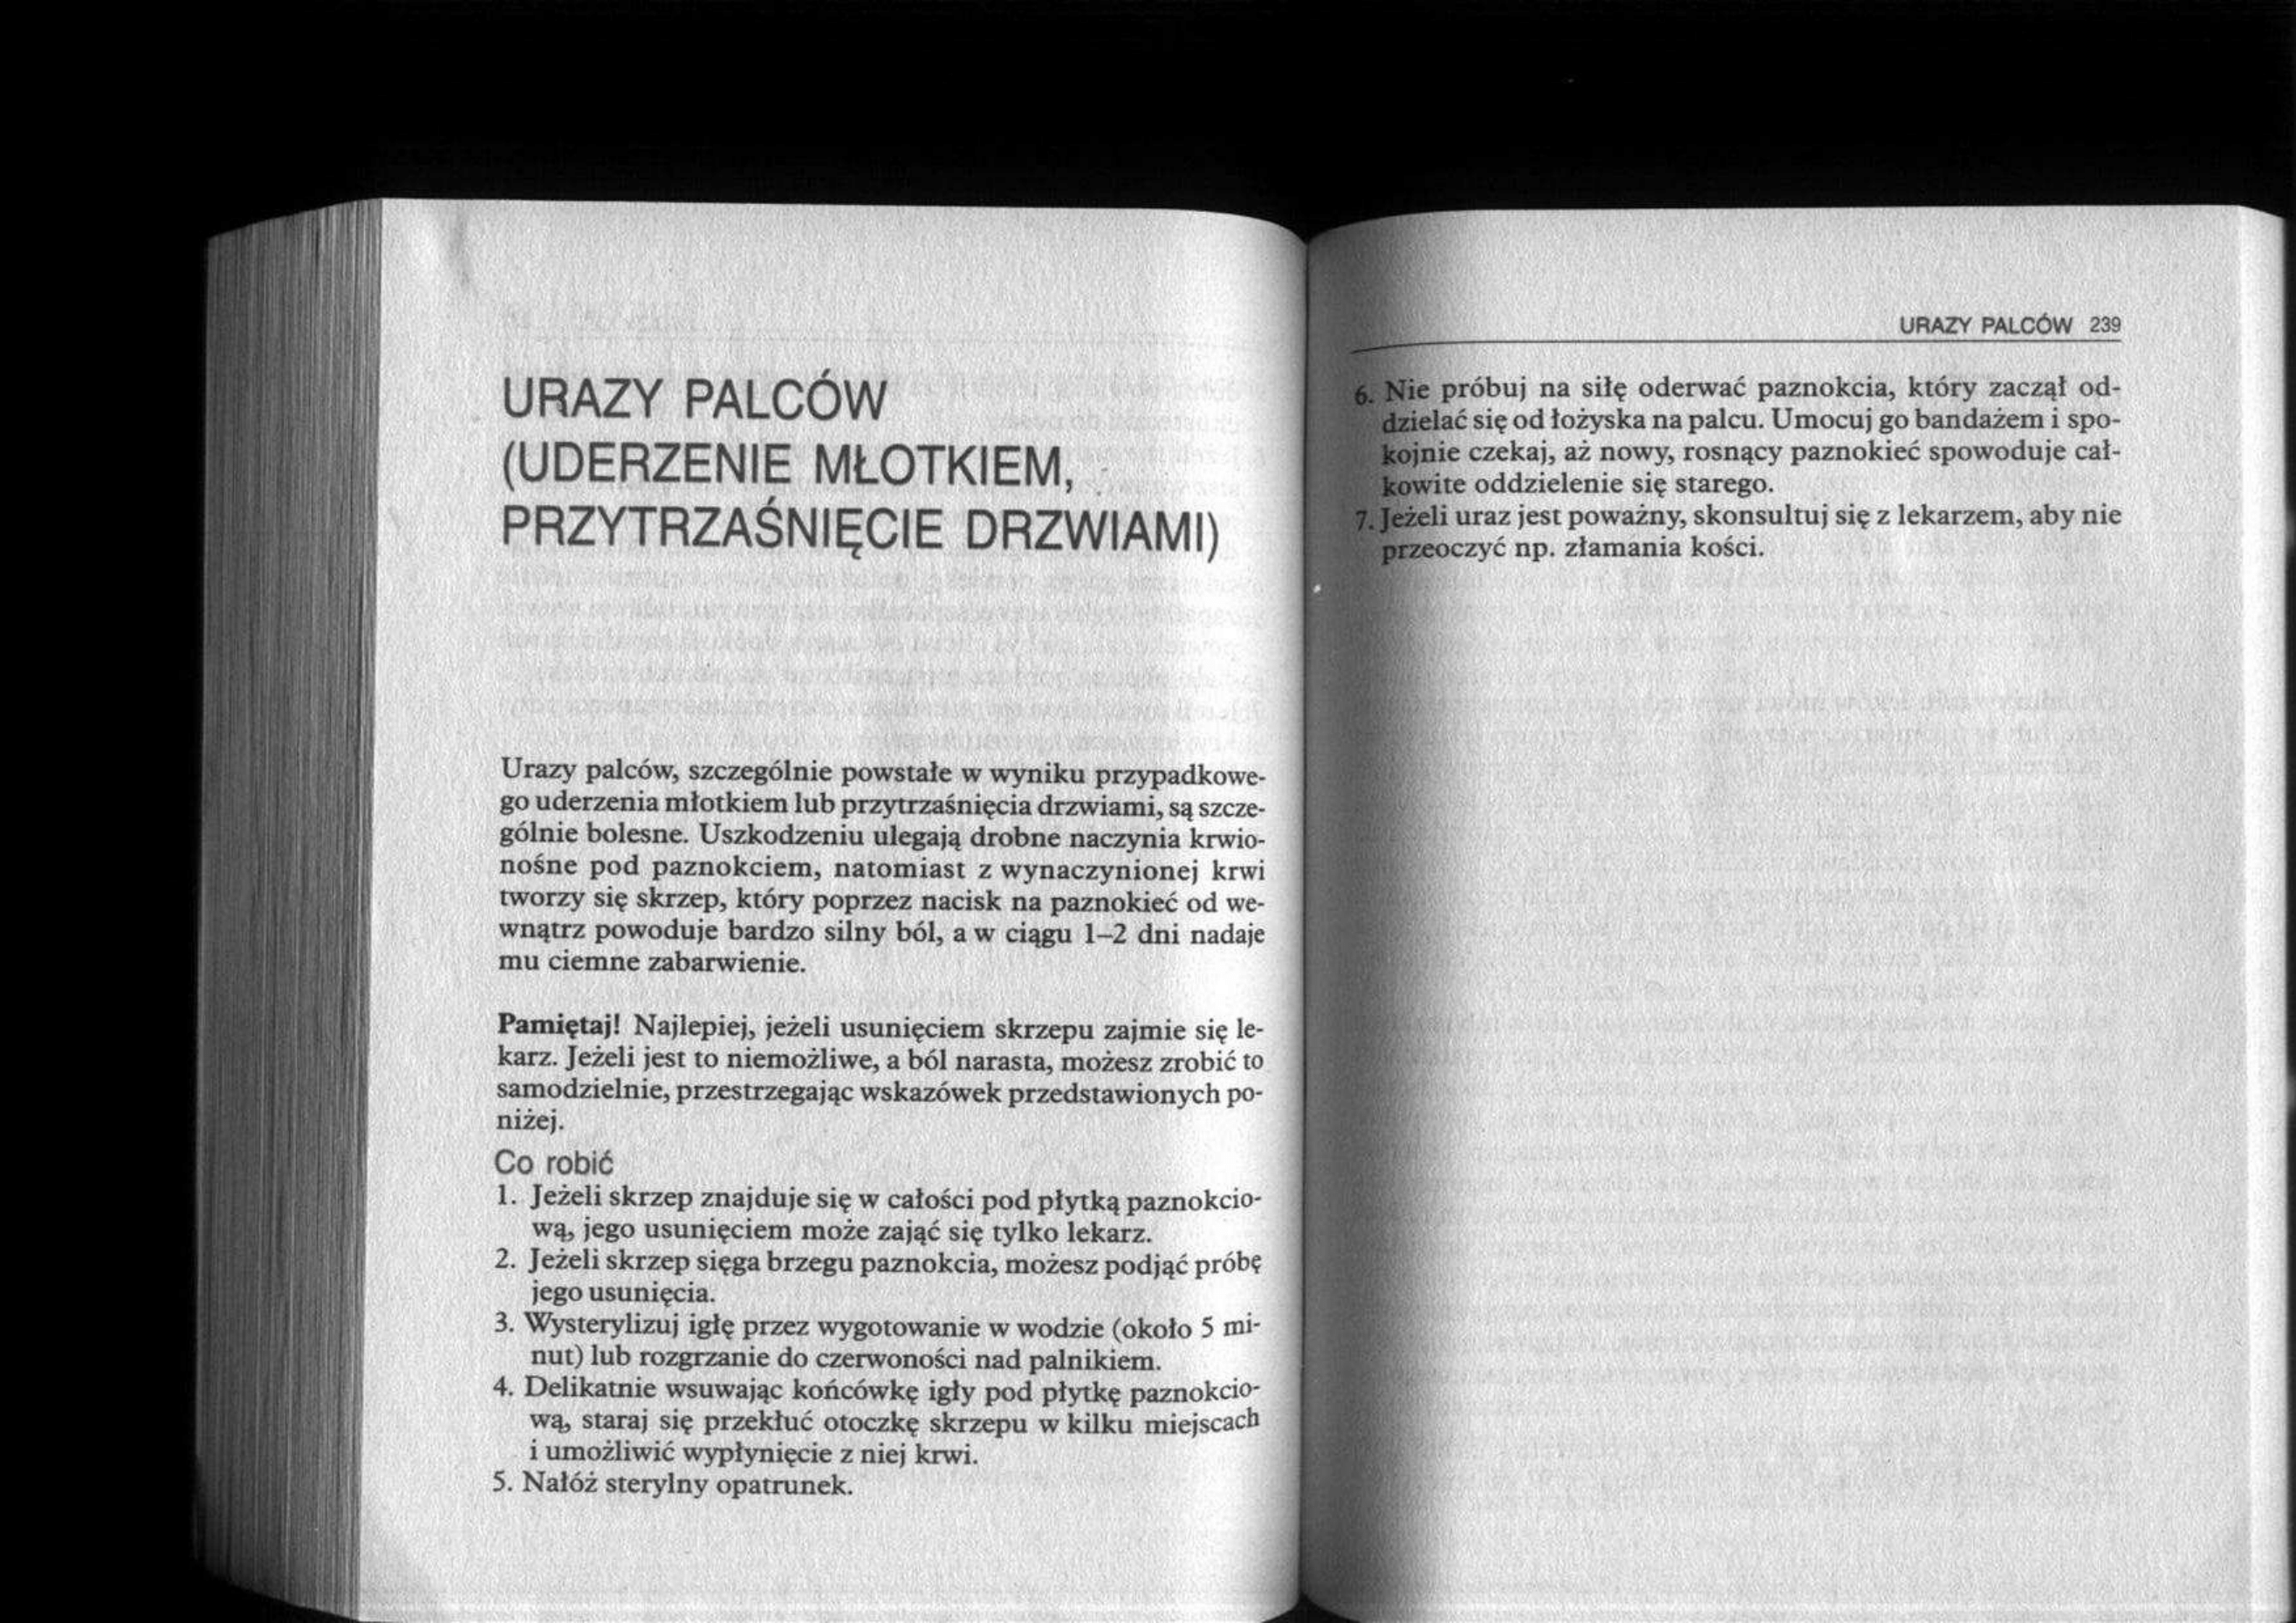 URAZY PALCÓW
(UDERZENIE MŁOTKIEM,
PRZYTRZAŚNIĘCIE DRZWIAMI)
Urazy palców, szczególnie powstałe w wyniku przypadkowe-
go uderzenia młotkiem lub przytrzaśnięcia drzwiami, są szcze-
gólnie bolesne. Uszkodzeniu ulegają drobne naczynia krwio-
nośne pod paznokciem, natomiast z wynaczynionej krwi
tworzy się skrzep, który poprzez nacisk na paznokieć od we-
wnątrz powoduje bardzo silny ból, a w ciągu 1–2 dni nadaje
mu ciemne zabarwienie.
Pamiętaj! Najlepiej, jeżeli usunięciem skrzepu zajmie się le-
karz. Jeżeli jest to niemożliwe, a ból narasta, możesz zrobić to
samodzielnie, przestrzegając wskazówek przedstawionych po-
niżej.
Co robić
1. Jeżeli skrzep znajduje się w całości pod płytką paznokcio-
wą, jego usunięciem może zająć się tylko lekarz.
2. Jeżeli skrzep sięga brzegu paznokcia, możesz podjąć próbę
jego usunięcia.
3. Wysterylizuj igłę przez wygotowanie w wodzie (około 5 mi-
nut) lub rozgrzanie do czerwoności nad palnikiem.
4. Delikatnie wsuwając końcówkę igły pod płytkę paznokcio-
wą, staraj się przekłuć otoczkę skrzepu w kilku miejscach
i umożliwić wypłynięcie z niej krwi.
5. Nałóż sterylny opatrunek.
URAZY PALCÓW 239
6. Nie próbuj na siłę oderwać paznokcia, który zaczął od-
dzielać się od łożyska na palcu. Umocuj go bandażem i spo-
kojnie czekaj, aż nowy, rosnący paznokieć spowoduje cał-
kowite oddzielenie się starego.
7. Jeżeli uraz jest poważny, skonsultuj się z lekarzem, aby nie
przeoczyć np. złamania kości.